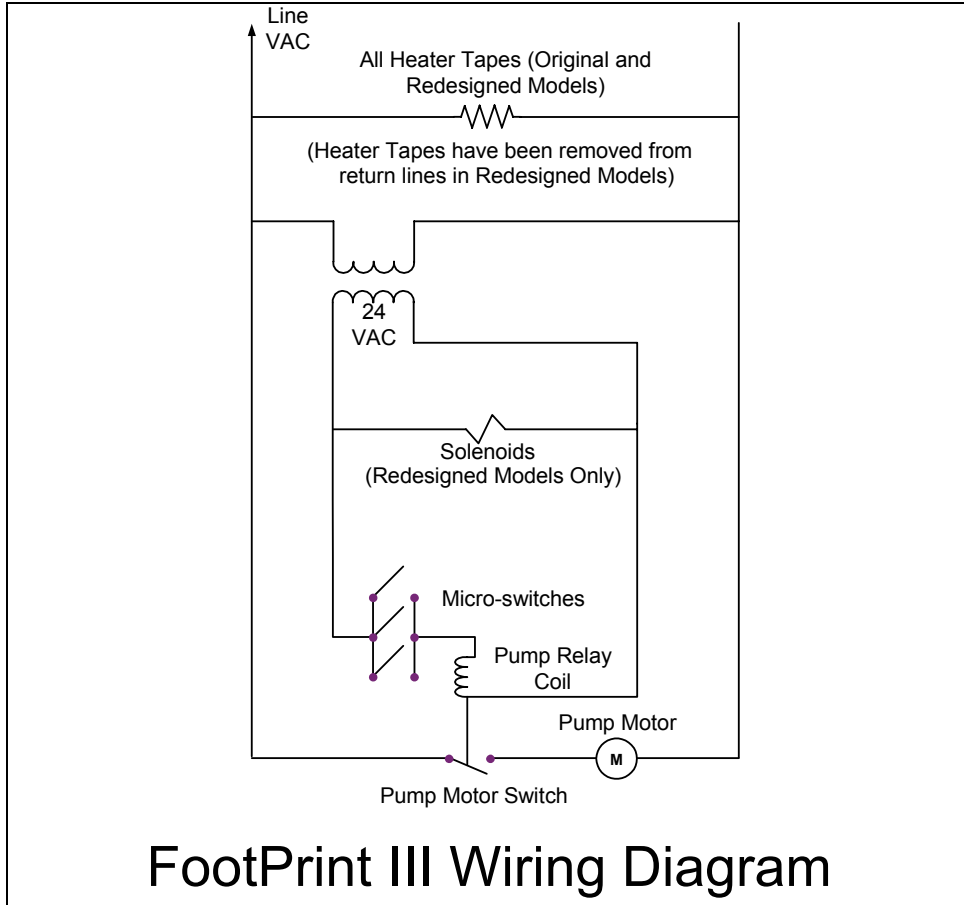 Line
VAC
All Heater Tapes (Original and
Redesigned Models)
(Heater Tapes have been removed from
return lines in Redesigned Models)
24
VAC
Solenoids
(Redesigned Models Only)
Micro-switches
Pump Relay
Coil
Pump Motor
M
Pump Motor Switch
FootPrint III Wiring Diagram